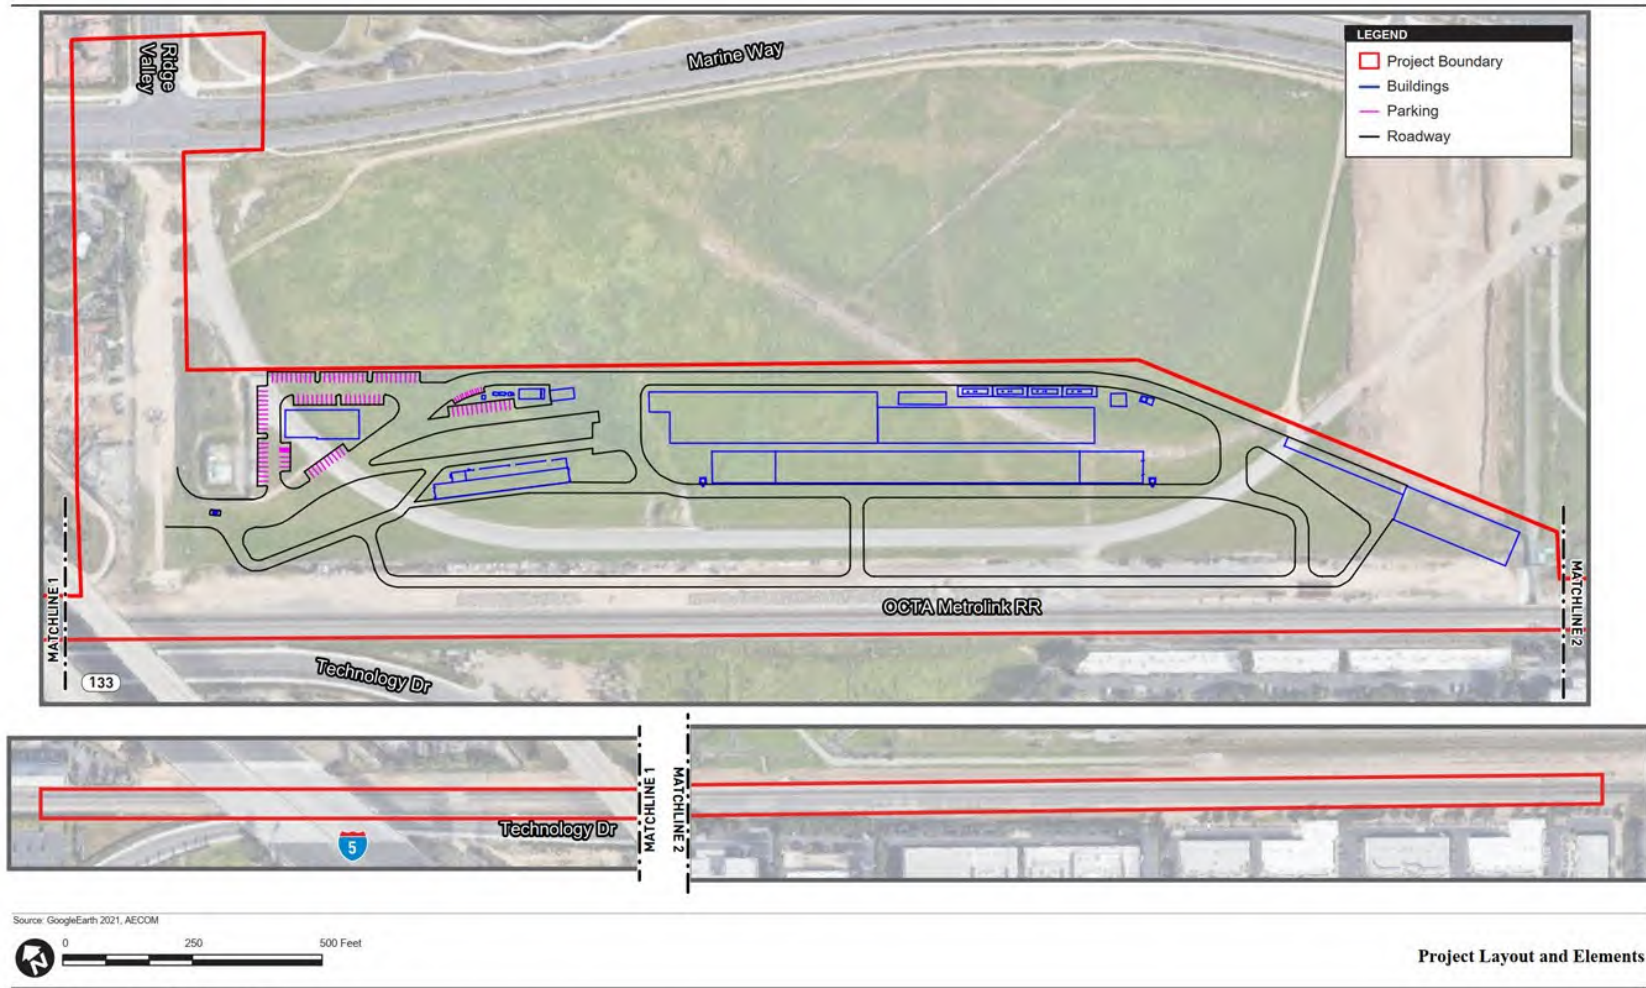 Ridge
Valley
Marine Way
LEGEND
Project Boundary
Buildings
Parking
Roadway
MATCHLINE 1
OCTA Metrolink RR
MATCHLINE 2
133
Technology Dr
Technology Dr
5
MATCHLINE 1
MATCHLINE 2
Source: GoogleEarth 2021, AECOM
N
0 250 500 Feet
Project Layout and Elements